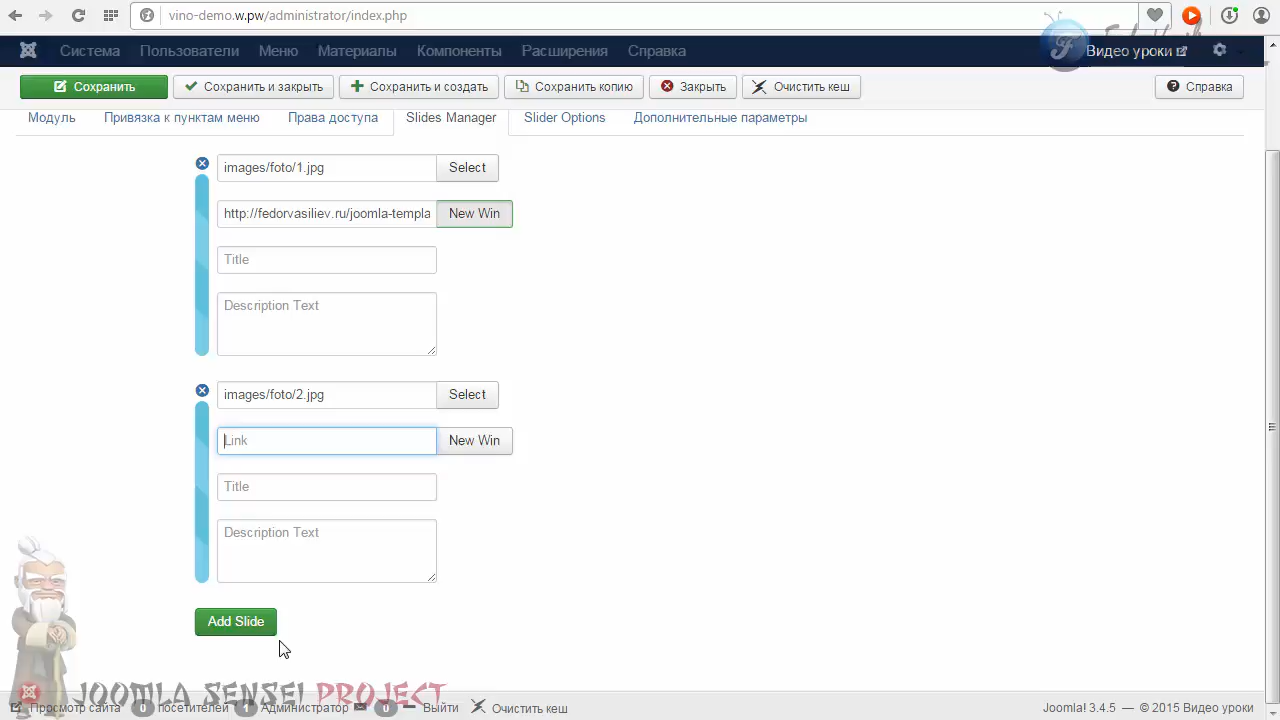 vino-demo.w.pw/administrator/index.php
Система Пользователи Меню Материалы Компоненты Расширения Справка Видео уроки
Сохранить Сохранить и закрыть Сохранить и создать Сохранить копию Закрыть Очистить кеш Справка
Модуль Привязка к пунктам меню Права доступа Slides Manager Slider Options Дополнительные параметры
images/foto/1.jpg Select
http://fedorvasiliev.ru/joomla-templa New Win
Title
Description Text
images/foto/2.jpg Select
Link New Win
Title
Description Text
Add Slide
JOOMLA SENSEI PROJECT
Просмотр сайта 0 посетителей 1 Администратор 0 Выйти Очистить кеш Joomla! 3.4.5 — © 2015 Видео уроки